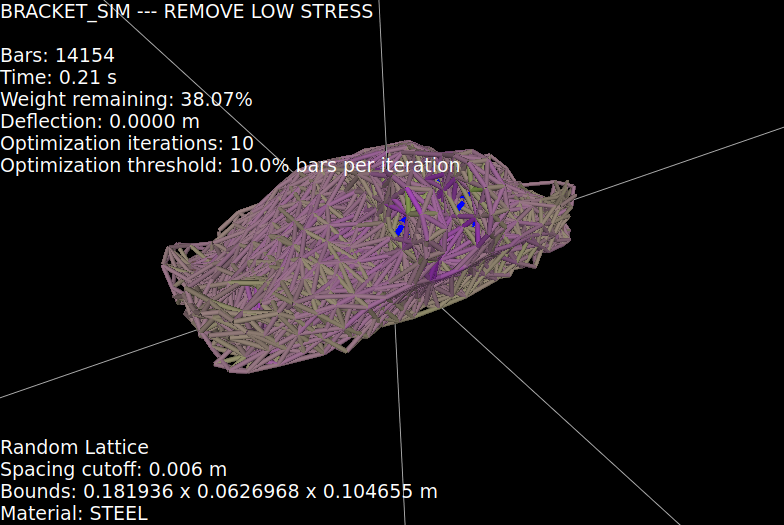 BRACKET_SIM --- REMOVE LOW STRESS
Bars: 14154
Time: 0.21 s
Weight remaining: 38.07%
Deflection: 0.0000 m
Optimization iterations: 10
Optimization threshold: 10.0% bars per iteration
Random Lattice
Spacing cutoff: 0.006 m
Bounds: 0.181936 x 0.0626968 x 0.104655 m
Material: STEEL